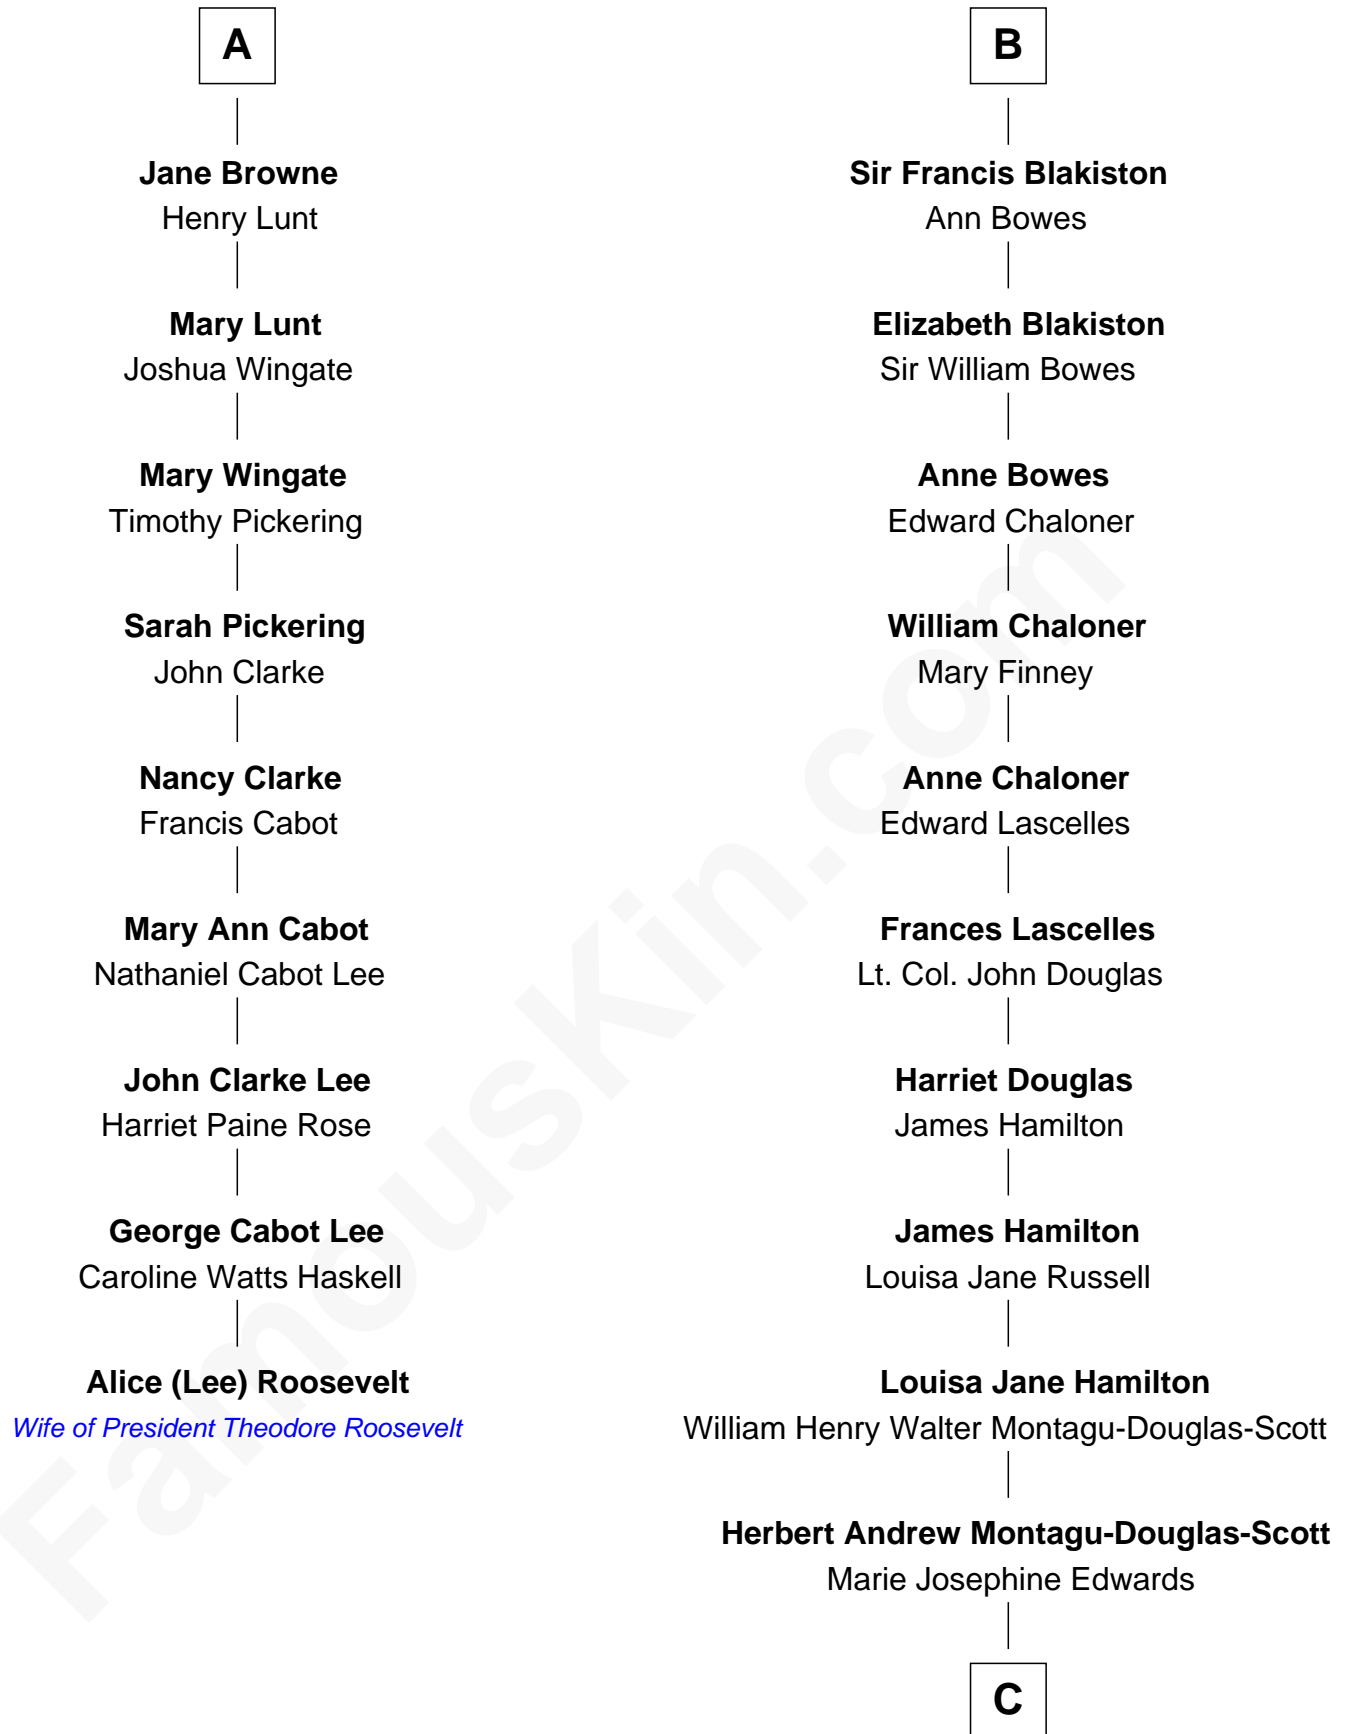 A
Jane Browne
Henry Lunt
Mary Lunt
Joshua Wingate
Mary Wingate
Timothy Pickering
Sarah Pickering
John Clarke
Nancy Clarke
Francis Cabot
Mary Ann Cabot
Nathaniel Cabot Lee
John Clarke Lee
Harriet Paine Rose
George Cabot Lee
Caroline Watts Haskell
Alice (Lee) Roosevelt
Wife of President Theodore Roosevelt
B
Sir Francis Blakiston
Ann Bowes
Elizabeth Blakiston
Sir William Bowes
Anne Bowes
Edward Chaloner
William Chaloner
Mary Finney
Anne Chaloner
Edward Lascelles
Frances Lascelles
Lt. Col. John Douglas
Harriet Douglas
James Hamilton
James Hamilton
Louisa Jane Russell
Louisa Jane Hamilton
William Henry Walter Montagu-Douglas-Scott
Herbert Andrew Montagu-Douglas-Scott
Marie Josephine Edwards
C
FamousKin.com